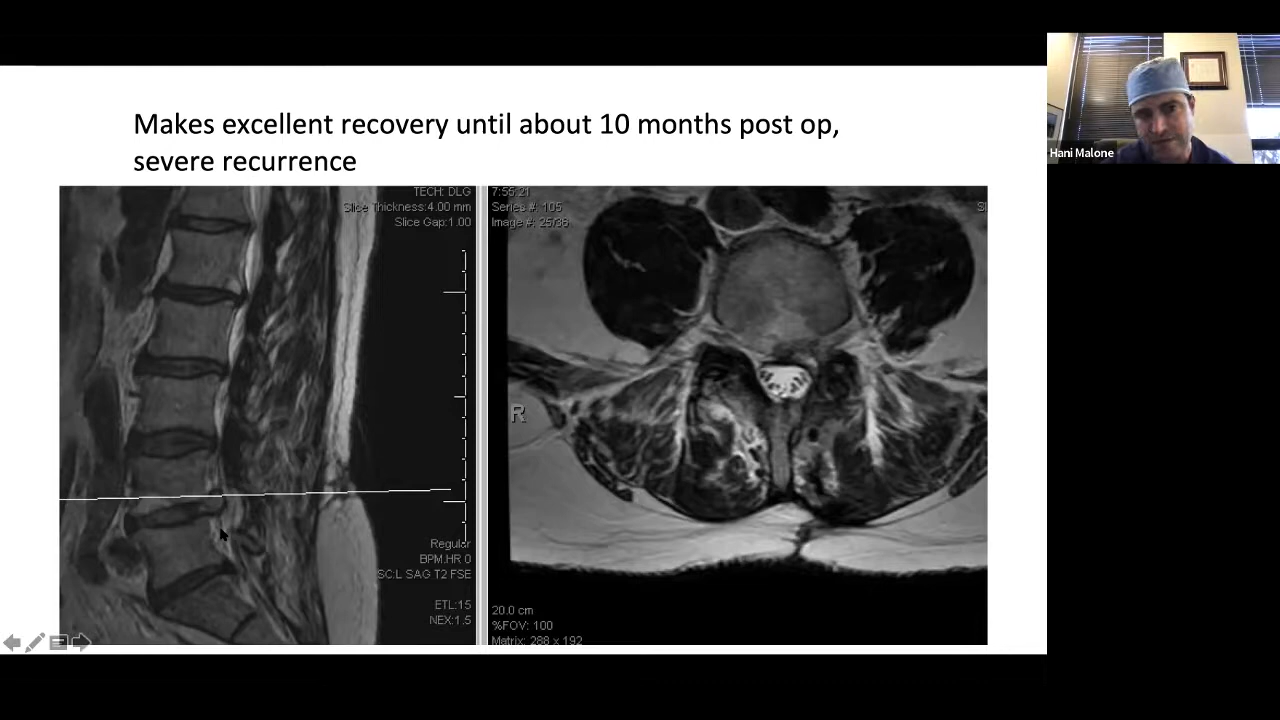 Makes excellent recovery until about 10 months post op,
severe recurrence
TECH: DLG
Slice Thickness:4.00 mm
Slice Gap:1.00
Regular
BPM.HR 0
SC:L SAG T2 FSE
ETL:15
NEX:1.5
7:55:21
Series #: 105
Image #: 25/36
Sl
R
20.0 cm
%FOV: 100
Matrix: 288 x 192
Hani Malone